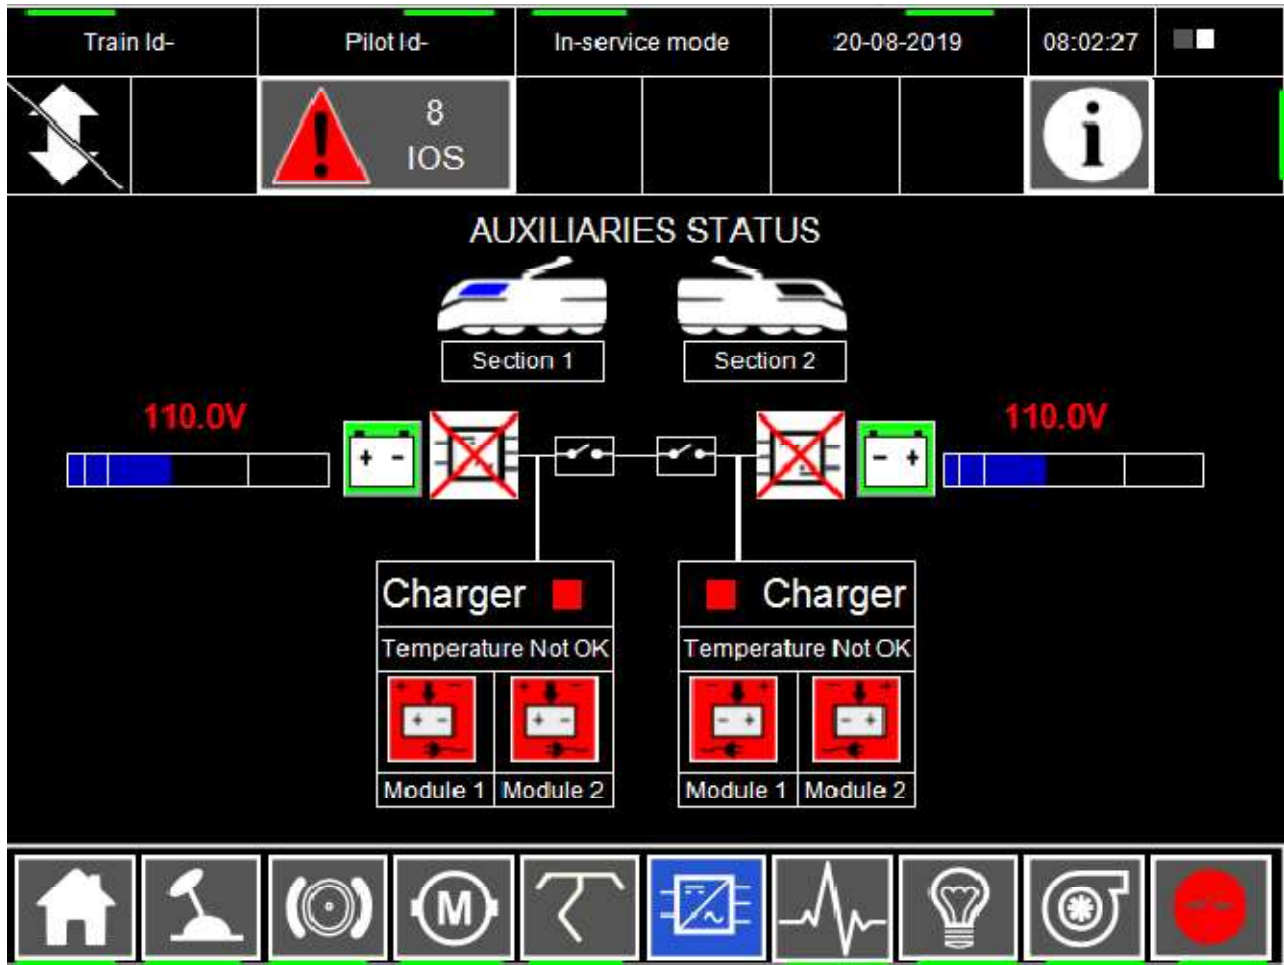 Train Id-
Pilot Id-
In-service mode
20-08-2019
08:02:27
8
IOS
i
AUXILIARIES STATUS
Section 1
Section 2
110.0V
110.0V
Charger
Charger
Temperature Not OK
Temperature Not OK
Module 1
Module 2
Module 1
Module 2
M